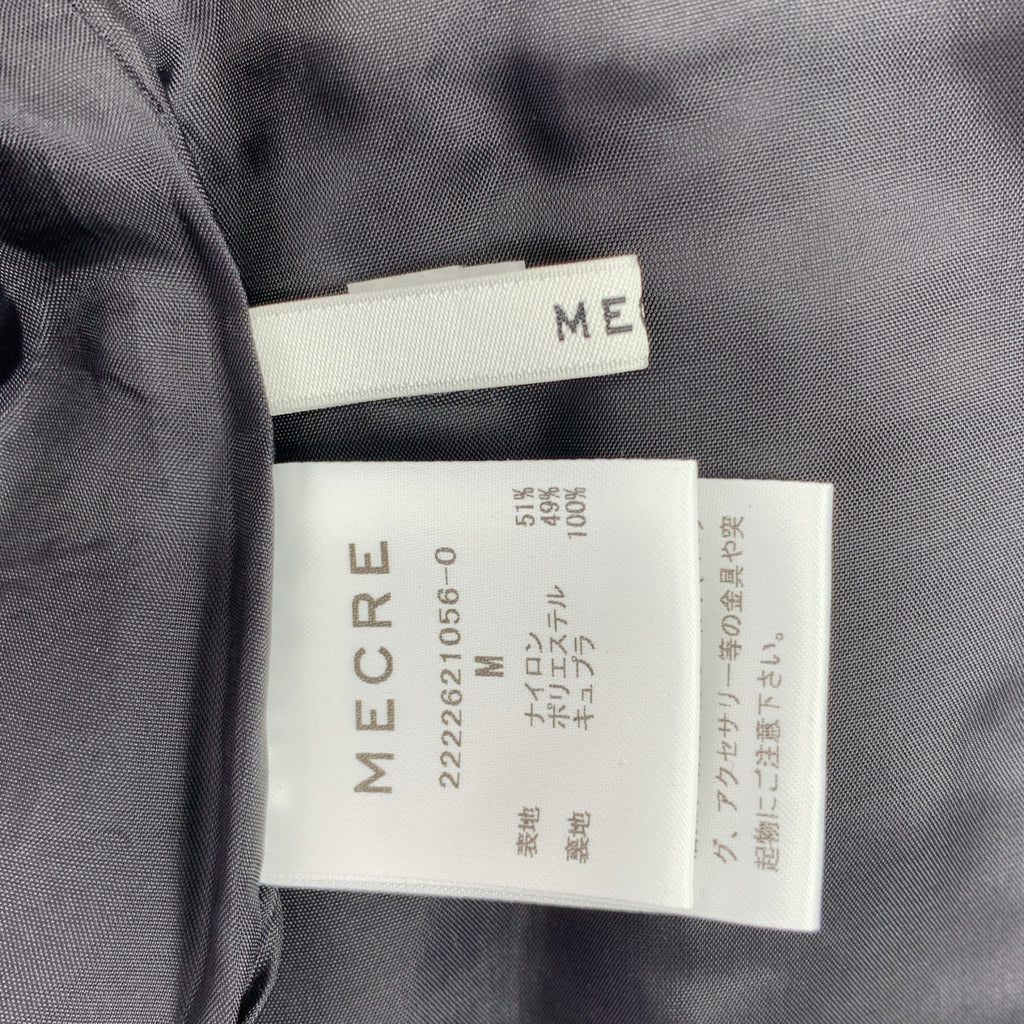 ME
MECRE
2222621056-0
M
表地 ナイロン 51%
ポリエステル 49%
裏地 キュプラ 100%
グ、アクセサリー等の金具や突
起物にご注意下さい。